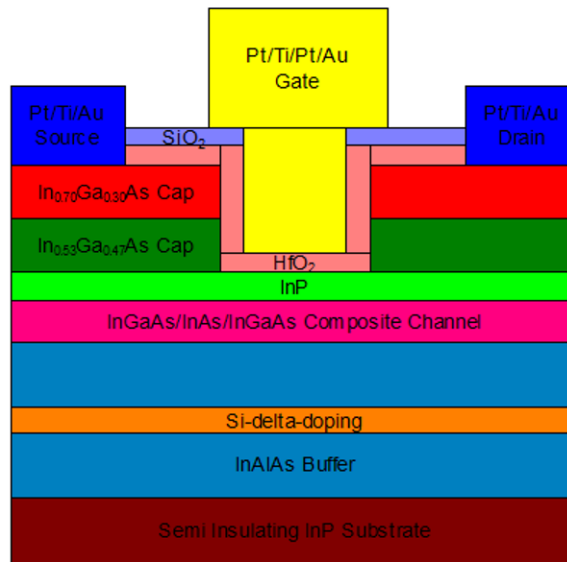 Pt/Ti/Pt/Au
Gate
Pt/Ti/Au
Source
Pt/Ti/Au
Drain
SiO₂
In₀.₇₀Ga₀.₃₀As Cap
In₀.₅₃Ga₀.₄₇As Cap
HfO₂
InP
InGaAs/InAs/InGaAs Composite Channel
Si-delta-doping
InAlAs Buffer
Semi Insulating InP Substrate